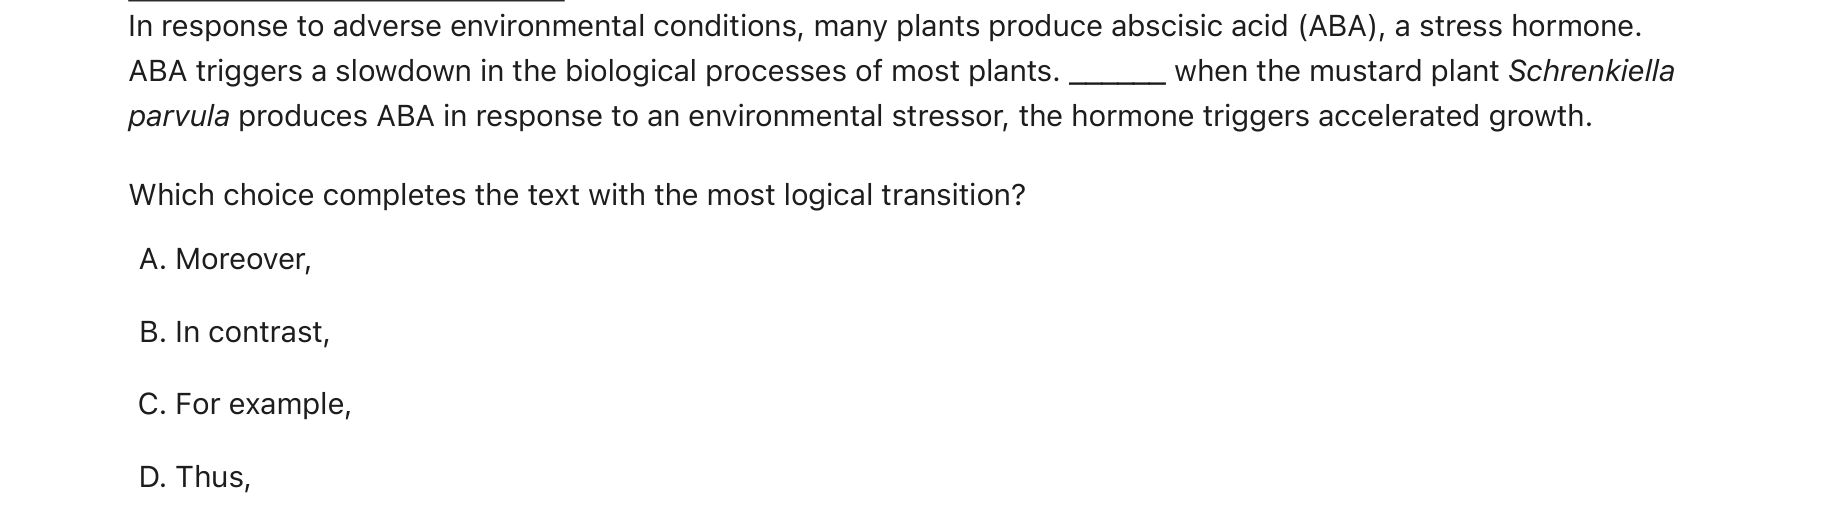 In response to adverse environmental conditions, many plants produce abscisic acid (ABA), a stress hormone.
ABA triggers a slowdown in the biological processes of most plants. ______ when the mustard plant Schrenkiella
parvula produces ABA in response to an environmental stressor, the hormone triggers accelerated growth.
Which choice completes the text with the most logical transition?
A. Moreover,
B. In contrast,
C. For example,
D. Thus,